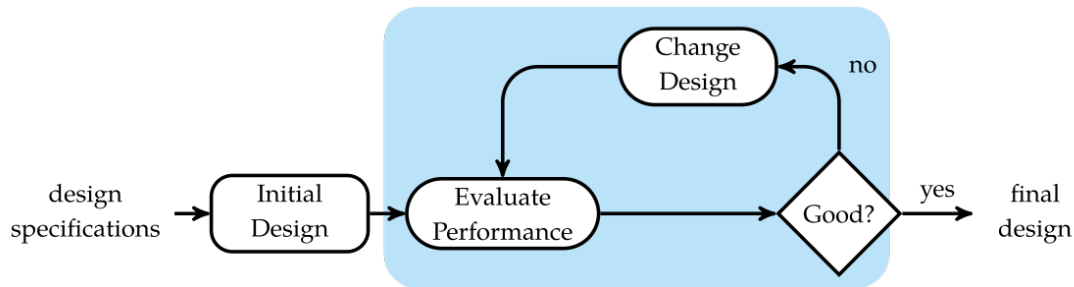 design
specifications
Initial
Design
Evaluate
Performance
Change
Design
Good?
no
yes
final
design